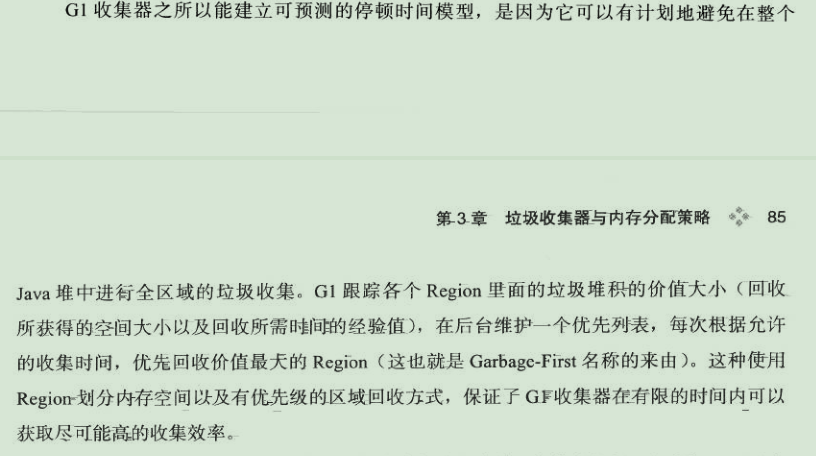 G1 收集器之所以能建立可预测的停顿时间模型，是因为它可以有计划地避免在整个
第 3 章 垃圾收集器与内存分配策略 85
Java 堆中进行全区域的垃圾收集。G1 跟踪各个 Region 里面的垃圾堆积的价值大小（回收
所获得的空间大小以及回收所需时间的经验值），在后台维护一个优先列表，每次根据允许
的收集时间，优先回收价值最大的 Region（这也就是 Garbage-First 名称的来由）。这种使用
Region 划分内存空间以及有优先级的区域回收方式，保证了 G1 收集器在有限的时间内可以
获取尽可能高的收集效率。